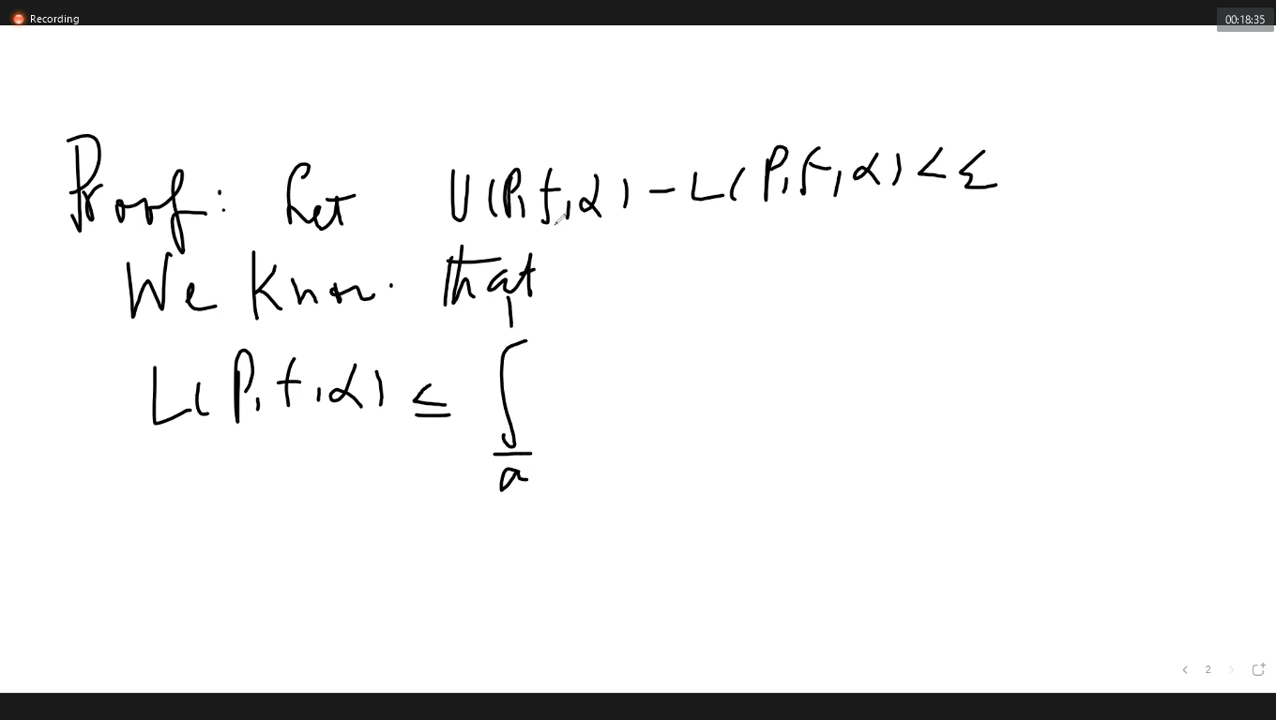 Recording
00:18:35
Proof: Let U(P,f,α) - L(P,f,α) < ε
We know that
L(P,f,α) ≤ ∫
a
2